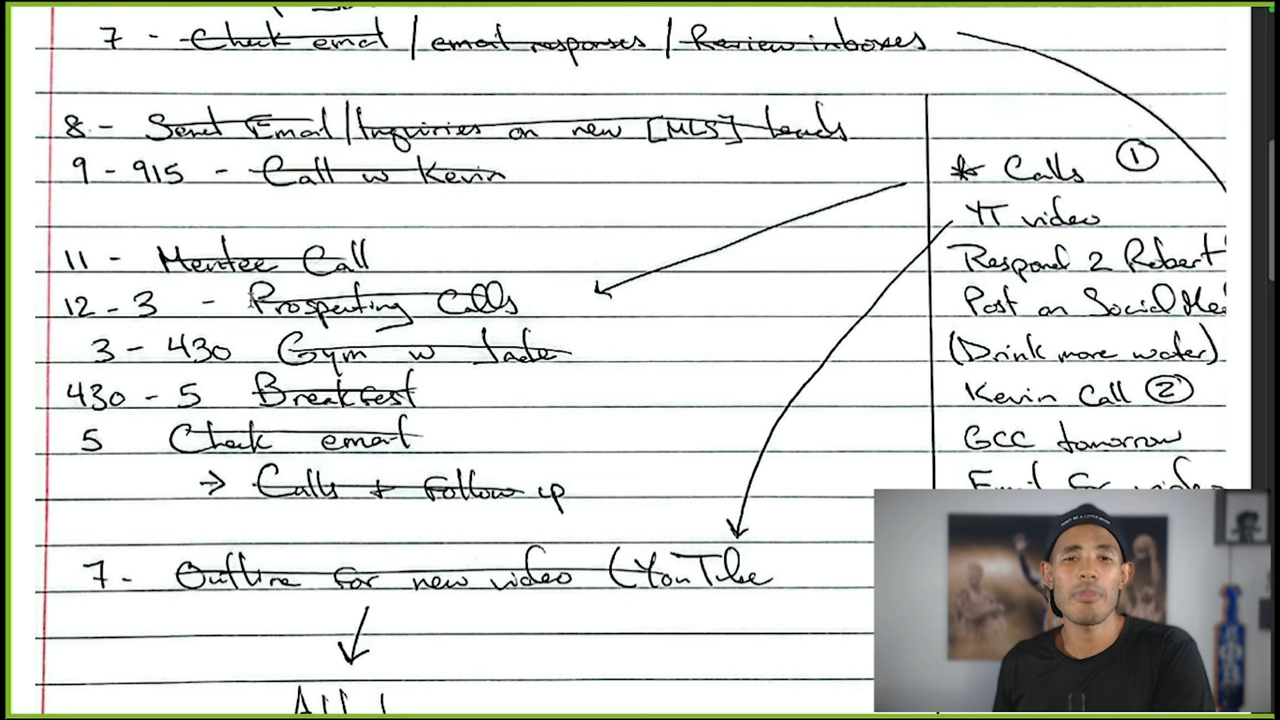 7 - Check email / email responses / Review inboxes
8 - Send Email / Inquiries on new [MLS] Leads
9 - 915 - Call w Kevin
11 - Mentee Call
12 - 3 - Prospecting Calls
3 - 430 Gym w Jade
430 - 5 Breakfast
5 Check email
→ Calls + Follow up
7 - Outline for new video (YouTube
* Calls ①
YT video
Respond 2 Robert
Post on Social Me
(Drink more water)
Kevin Call ②
GCC tomorrow